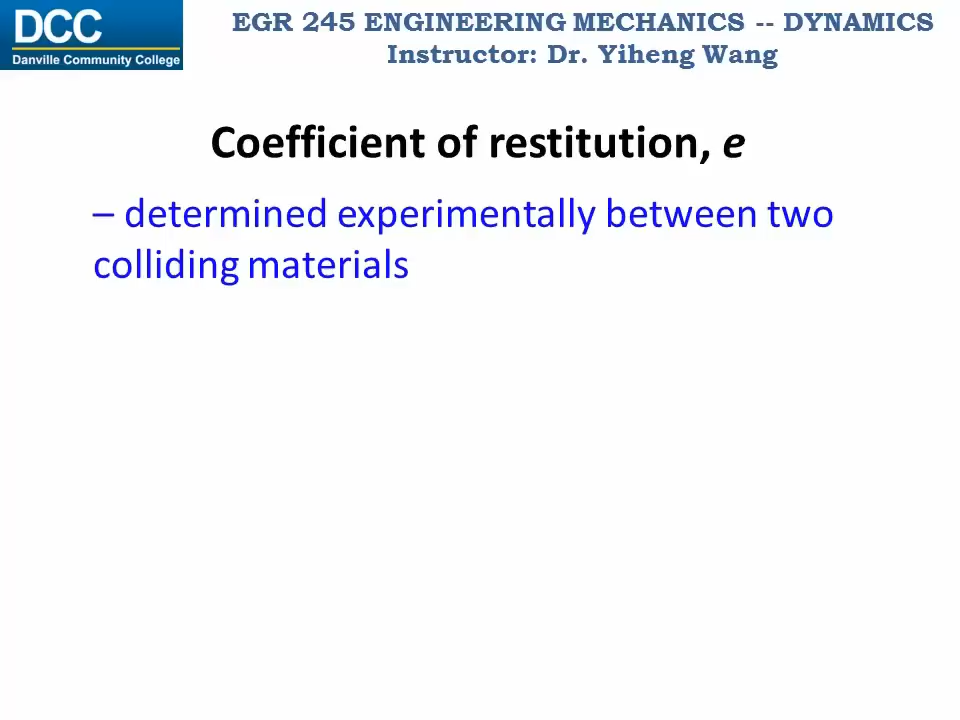 DCC
Danville Community College
EGR 245 ENGINEERING MECHANICS -- DYNAMICS
Instructor: Dr. Yiheng Wang
Coefficient of restitution, e
– determined experimentally between two
colliding materials